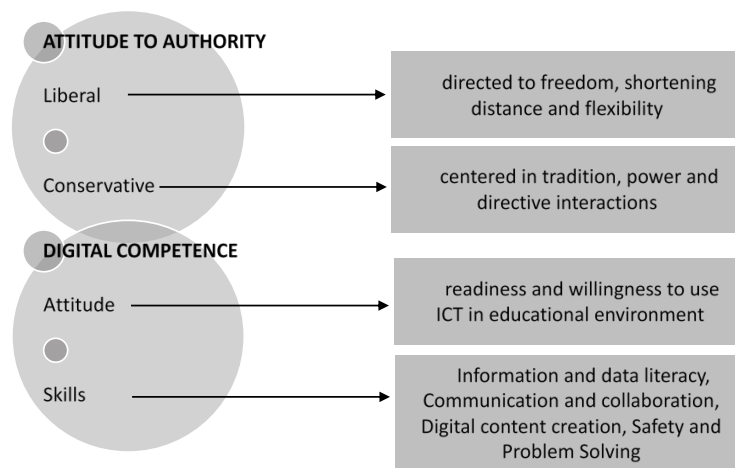 ATTITUDE TO AUTHORITY
Liberal
directed to freedom, shortening
distance and flexibility
Conservative
centered in tradition, power and
directive interactions
DIGITAL COMPETENCE
Attitude
readiness and willingness to use
ICT in educational environment
Skills
Information and data literacy,
Communication and collaboration,
Digital content creation, Safety and
Problem Solving